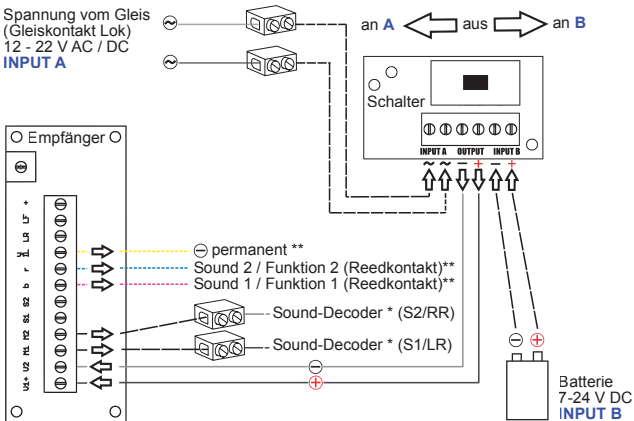 Spannung vom Gleis
(Gleiskontakt Lok)
12 - 22 V AC / DC
INPUT A
an A
aus
an B
Schalter
INPUT A OUTPUT INPUT B
~ ~ − + − +
Empfänger
+
LF
LR
r
b
S2
S1
M2
M1
U2
U1+
⊖ permanent **
Sound 2 / Funktion 2 (Reedkontakt)**
Sound 1 / Funktion 1 (Reedkontakt)**
Sound-Decoder * (S2/RR)
Sound-Decoder * (S1/LR)
⊖
⊕
⊖ ⊕
Batterie
7-24 V DC
INPUT B